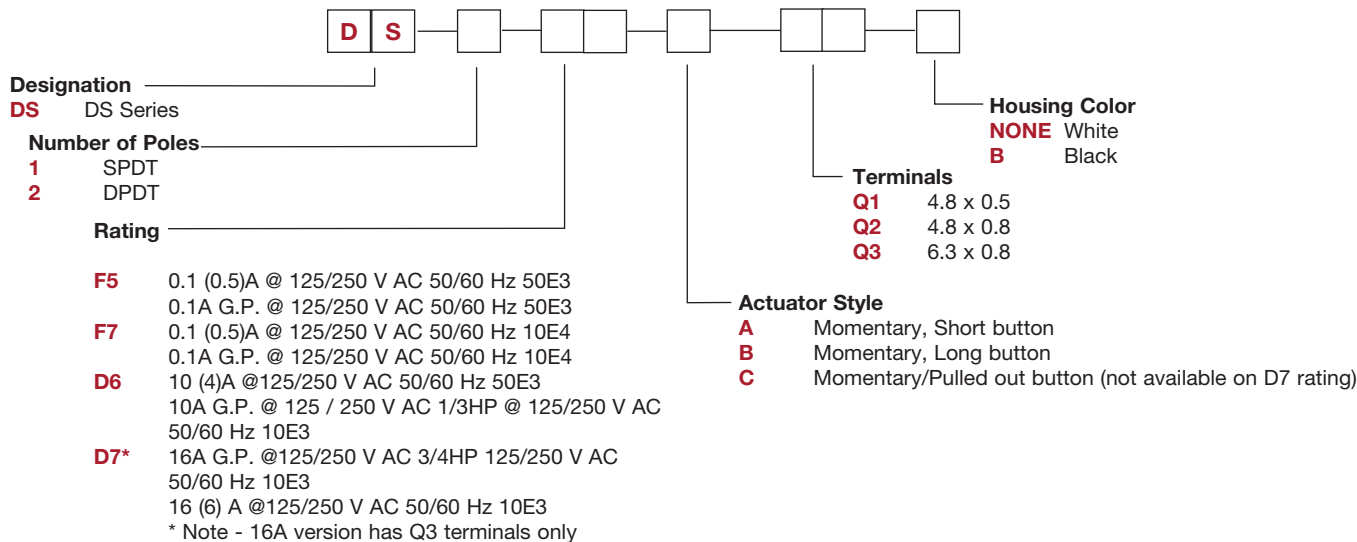 D S
Designation
DS DS Series
Number of Poles
1 SPDT
2 DPDT
Rating
F5 0.1 (0.5)A @ 125/250 V AC 50/60 Hz 50E3
0.1A G.P. @ 125/250 V AC 50/60 Hz 50E3
F7 0.1 (0.5)A @ 125/250 V AC 50/60 Hz 10E4
0.1A G.P. @ 125/250 V AC 50/60 Hz 10E4
D6 10 (4)A @125/250 V AC 50/60 Hz 50E3
10A G.P. @ 125 / 250 V AC 1/3HP @ 125/250 V AC
50/60 Hz 10E3
D7* 16A G.P. @125/250 V AC 3/4HP 125/250 V AC
50/60 Hz 10E3
16 (6) A @125/250 V AC 50/60 Hz 10E3
* Note - 16A version has Q3 terminals only
Actuator Style
A Momentary, Short button
B Momentary, Long button
C Momentary/Pulled out button (not available on D7 rating)
Terminals
Q1 4.8 x 0.5
Q2 4.8 x 0.8
Q3 6.3 x 0.8
Housing Color
NONE White
B Black